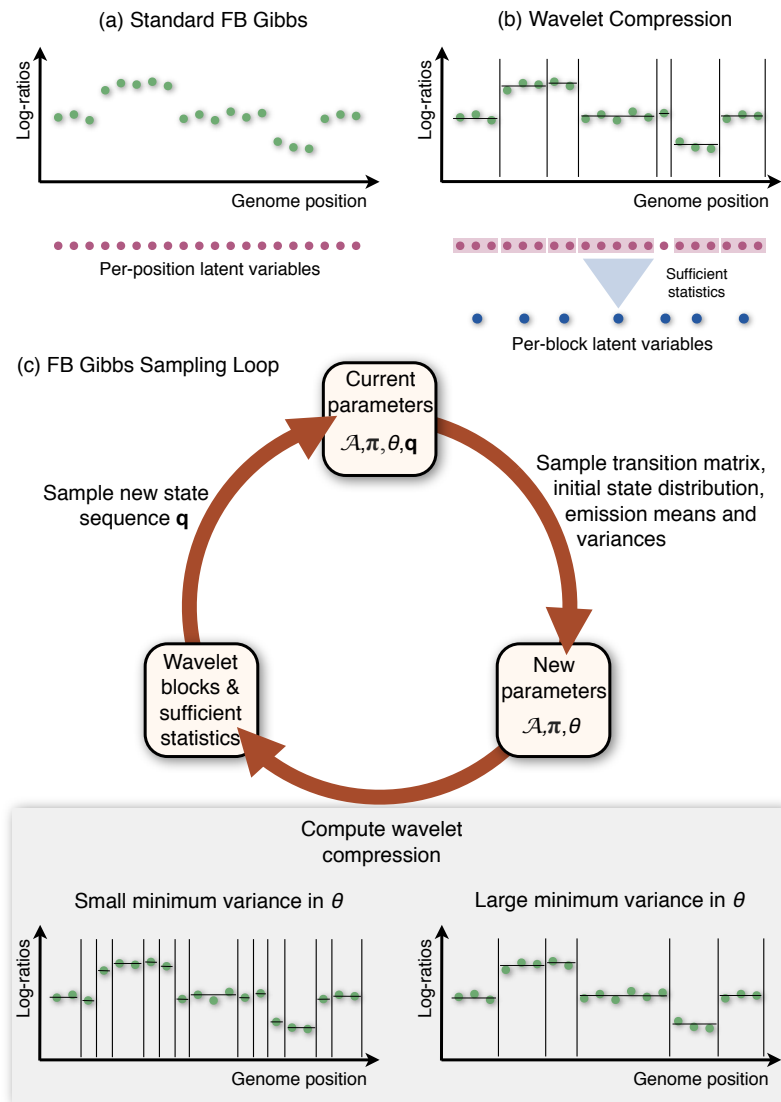 (a) Standard FB Gibbs
Log-ratios
Genome position
Per-position latent variables
(b) Wavelet Compression
Log-ratios
Genome position
Sufficient
statistics
Per-block latent variables
(c) FB Gibbs Sampling Loop
Current
parameters
𝒜,π,θ,q
Sample transition matrix,
initial state distribution,
emission means and
variances
New
parameters
𝒜,π,θ
Sample new state
sequence q
Wavelet
blocks &
sufficient
statistics
Compute wavelet
compression
Small minimum variance in θ
Log-ratios
Genome position
Large minimum variance in θ
Log-ratios
Genome position